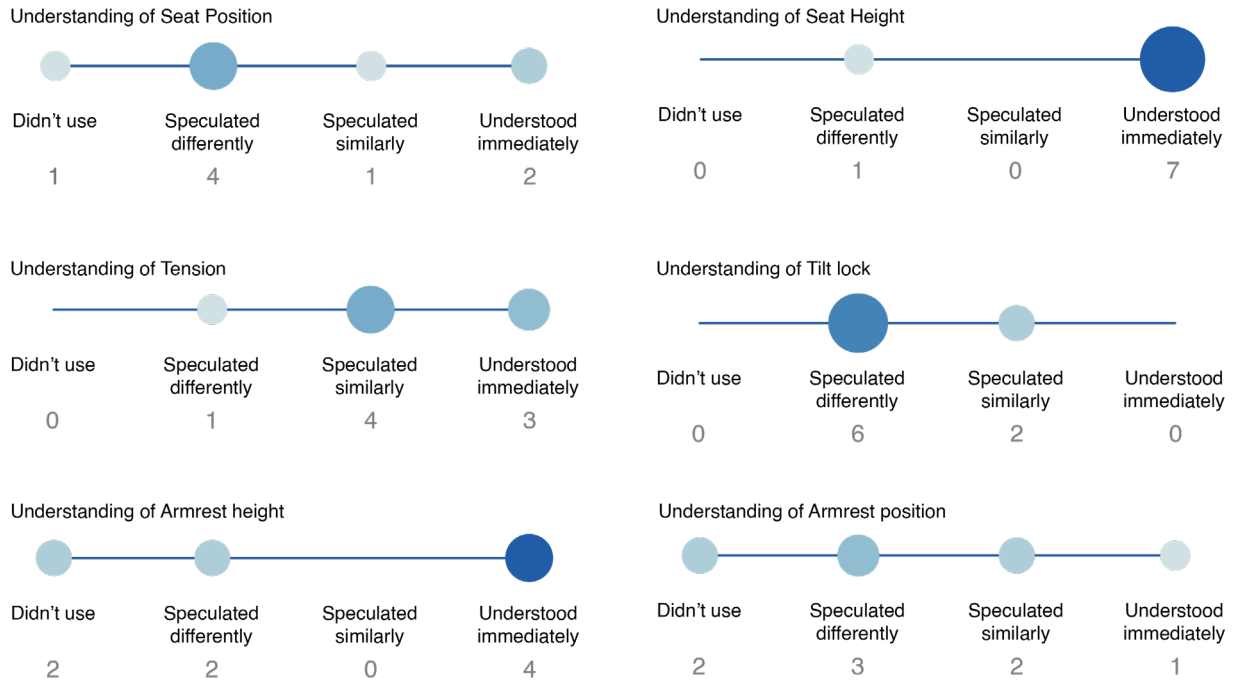 Understanding of Seat Position
Didn't use
Speculated
differently
Speculated
similarly
Understood
immediately
1
4
1
2
Understanding of Seat Height
Didn't use
Speculated
differently
Speculated
similarly
Understood
immediately
0
1
0
7
Understanding of Tension
Didn't use
Speculated
differently
Speculated
similarly
Understood
immediately
0
1
4
3
Understanding of Tilt lock
Didn't use
Speculated
differently
Speculated
similarly
Understood
immediately
0
6
2
0
Understanding of Armrest height
Didn't use
Speculated
differently
Speculated
similarly
Understood
immediately
2
2
0
4
Understanding of Armrest position
Didn't use
Speculated
differently
Speculated
similarly
Understood
immediately
2
3
2
1